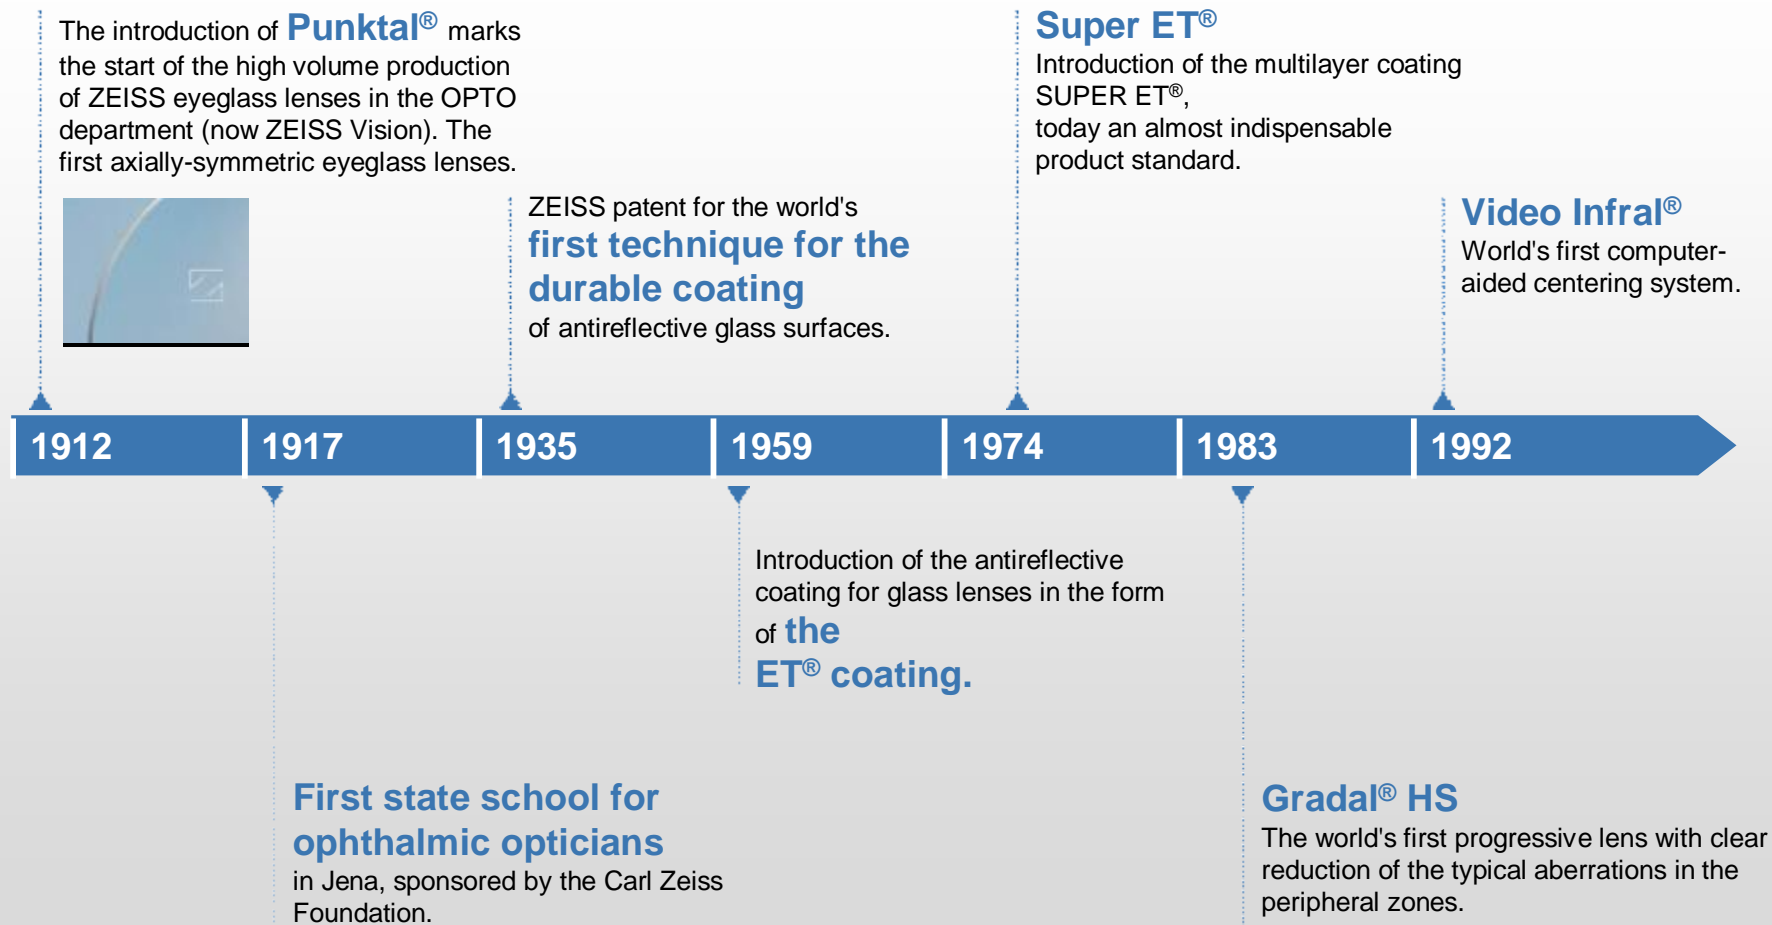 The introduction of Punktal® marks
the start of the high volume production
of ZEISS eyeglass lenses in the OPTO
department (now ZEISS Vision). The
first axially-symmetric eyeglass lenses.
ZEISS patent for the world's
first technique for the
durable coating
of antireflective glass surfaces.
Super ET®
Introduction of the multilayer coating
SUPER ET®,
today an almost indispensable
product standard.
Video Infral®
World's first computer-
aided centering system.
1912
1917
1935
1959
1974
1983
1992
First state school for
ophthalmic opticians
in Jena, sponsored by the Carl Zeiss
Foundation.
Introduction of the antireflective
coating for glass lenses in the form
of the
ET® coating.
Gradal® HS
The world's first progressive lens with clear
reduction of the typical aberrations in the
peripheral zones.